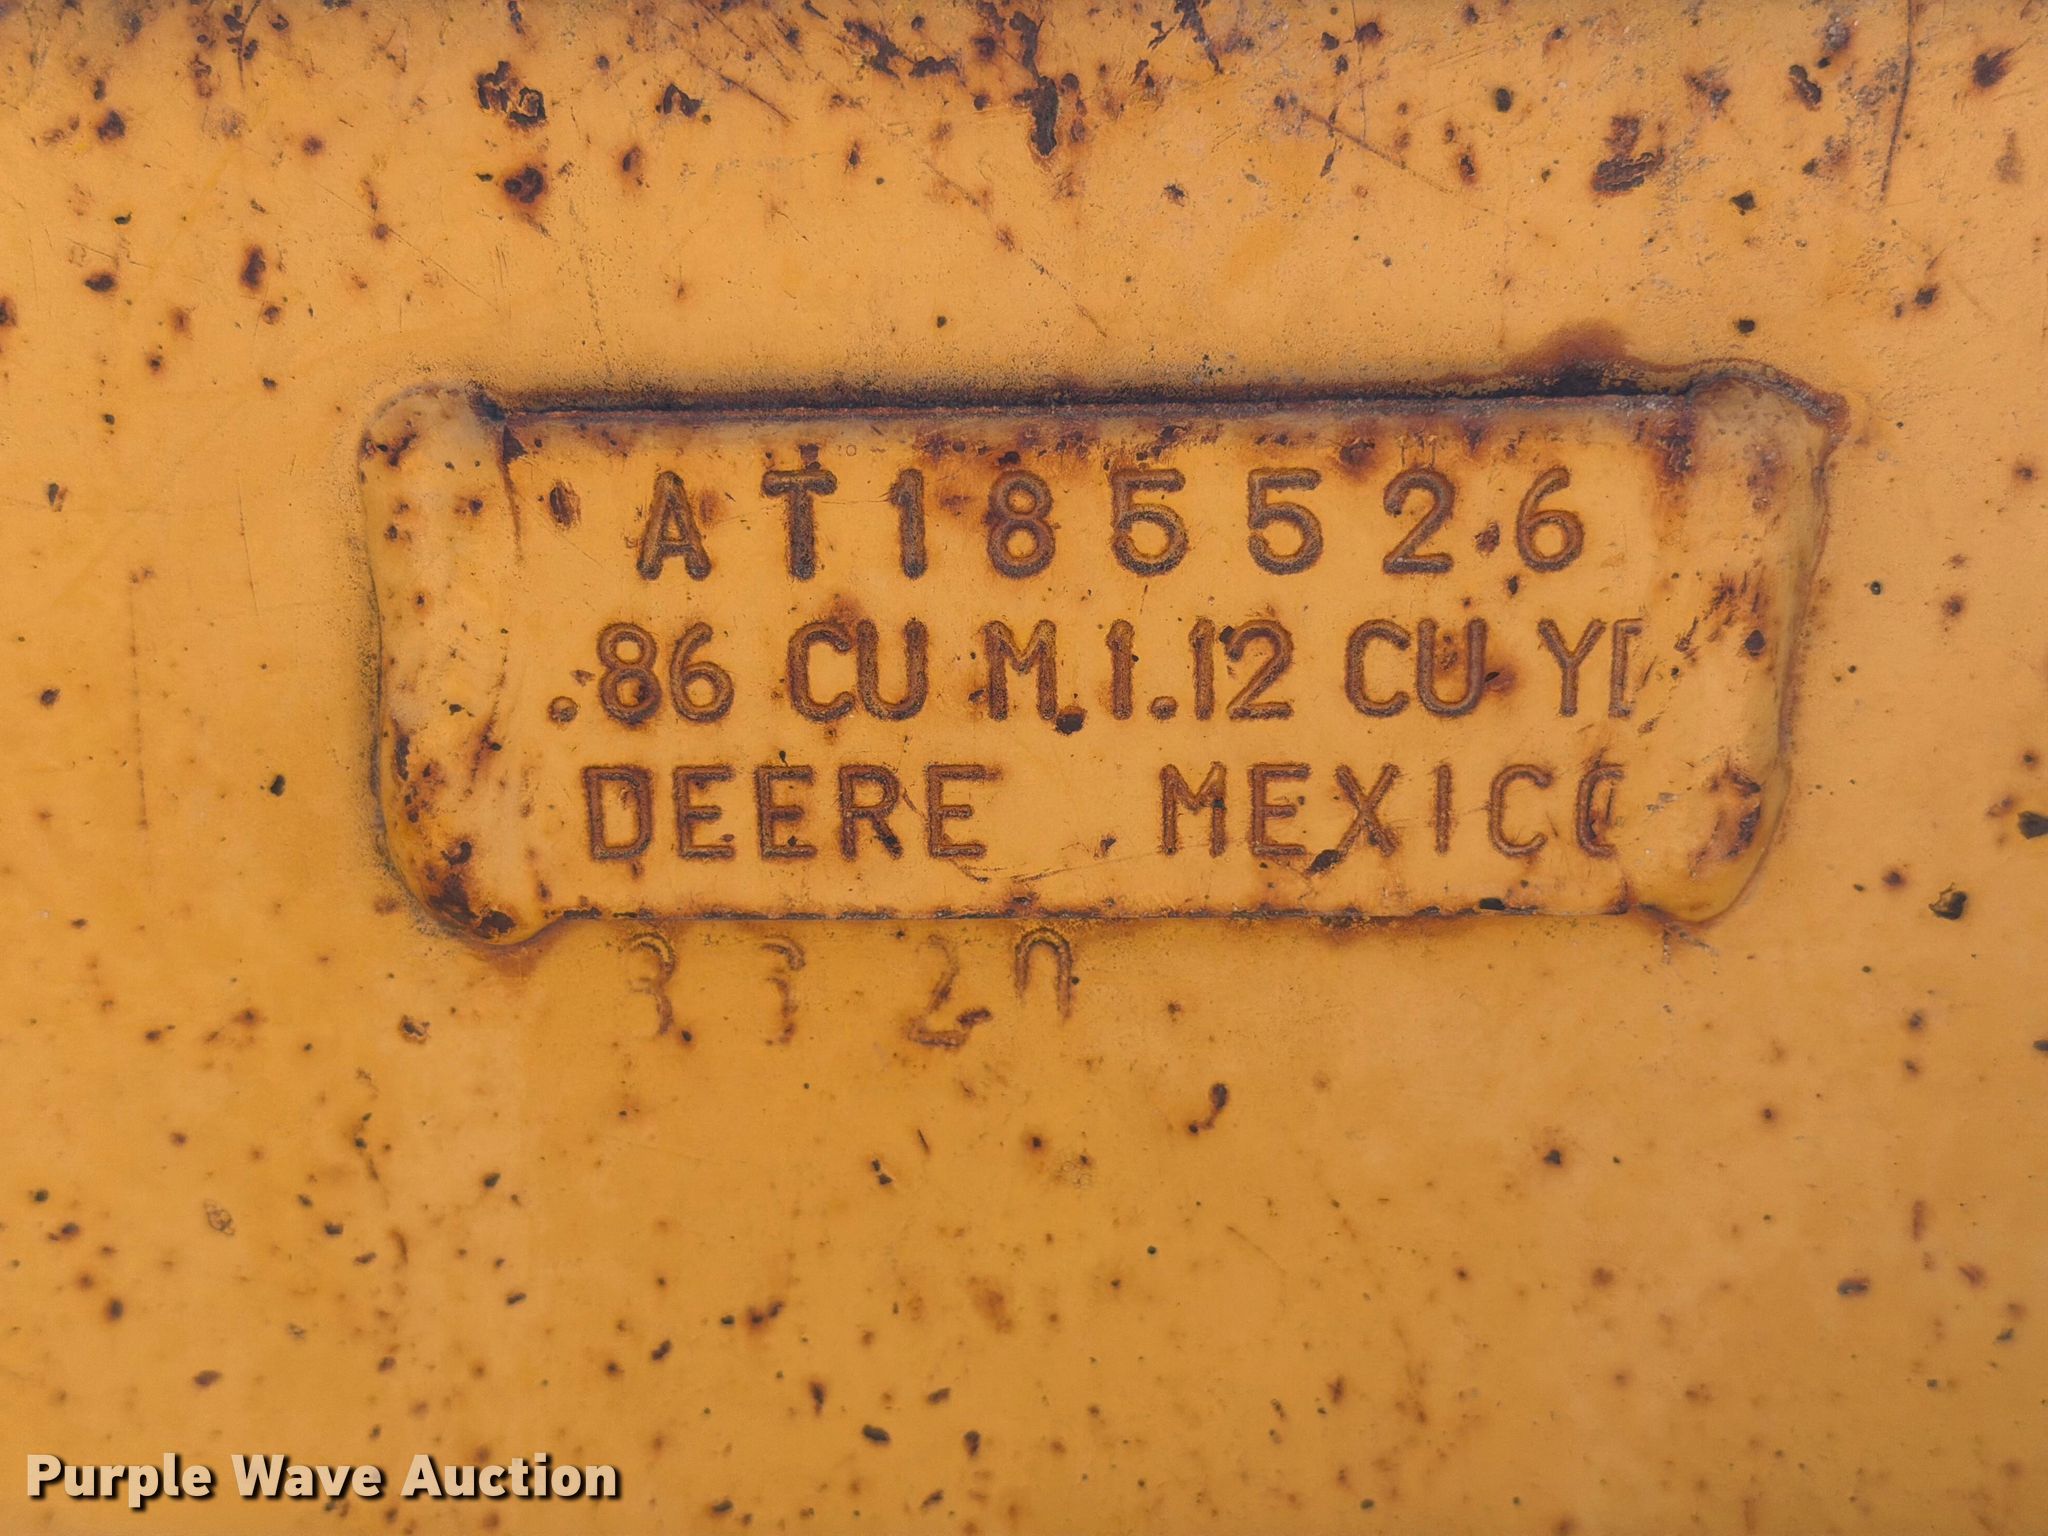 AT185526
.86 CU M 1.12 CU YD
DEERE MEXICO
Purple Wave Auction